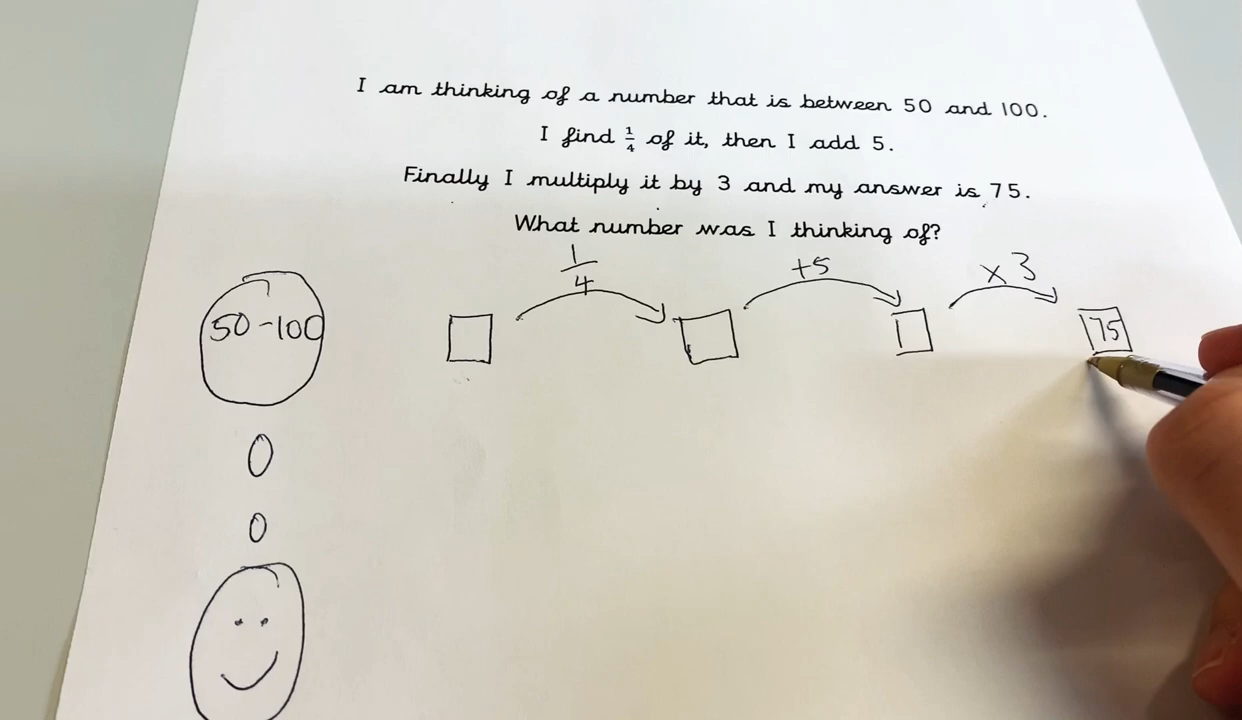 I am thinking of a number that is between 50 and 100.
I find 1/4 of it, then I add 5.
Finally I multiply it by 3 and my answer is 75.
What number was I thinking of?
1/4 +5 x 3
50-100
75